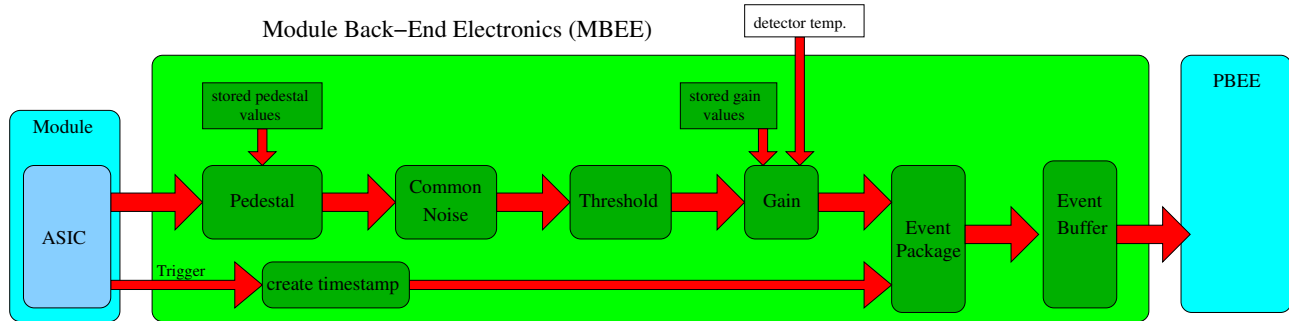 Module Back−End Electronics (MBEE)
detector temp.
PBEE
stored pedestal
values
stored gain
values
Module
Pedestal
Common
Noise
Threshold
Gain
Event
Buffer
ASIC
Event
Package
Trigger
create timestamp